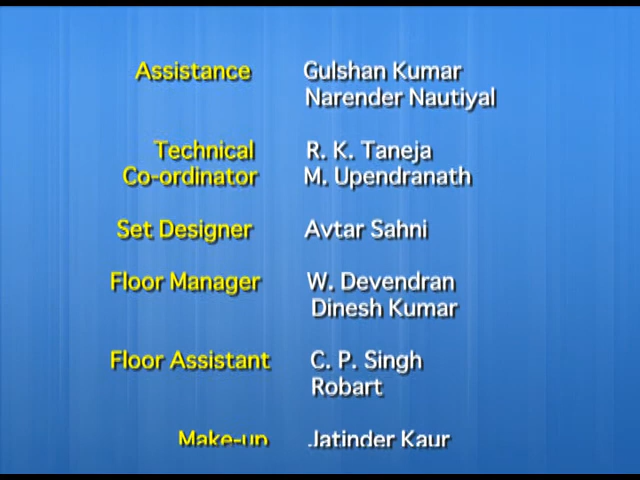 Assistance Gulshan Kumar
Narender Nautiyal
Technical R. K. Taneja
Co-ordinator M. Upendranath
Set Designer Avtar Sahni
Floor Manager W. Devendran
Dinesh Kumar
Floor Assistant C. P. Singh
Robart
Make-up Jatinder Kaur